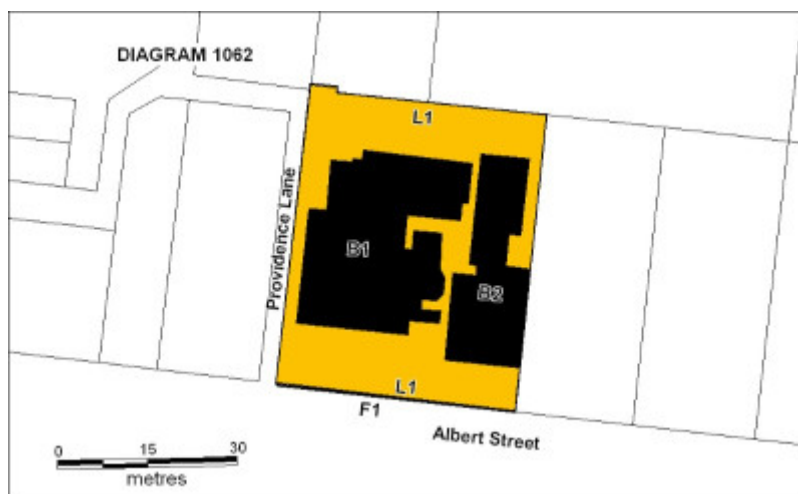 DIAGRAM 1062
L1
Providence Lane
B1
B2
L1
F1
Albert Street
0 15 30
metres